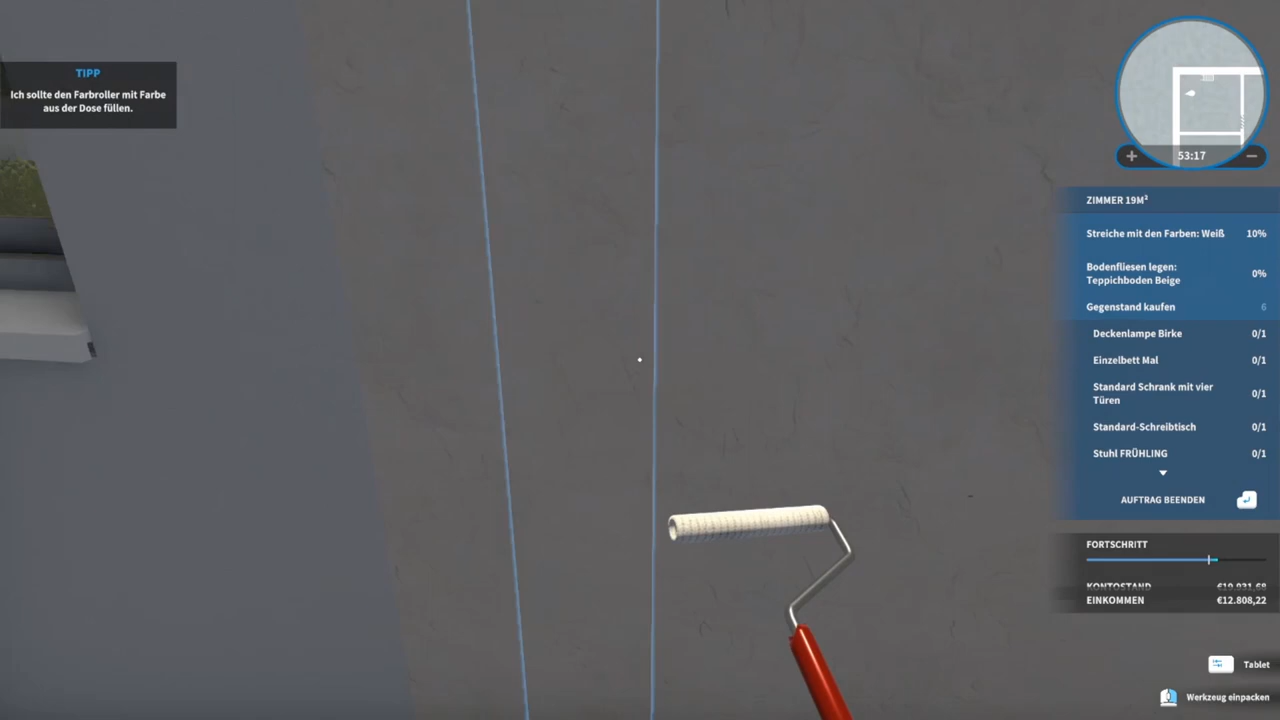 TIPP
Ich sollte den Farbroller mit Farbe
aus der Dose füllen.
53:17
ZIMMER 19M²
Streiche mit den Farben: Weiß 10%
Bodenfliesen legen:
Teppichboden Beige 0%
Gegenstand kaufen 6
Deckenlampe Birke 0/1
Einzelbett Mal 0/1
Standard Schrank mit vier
Türen 0/1
Standard-Schreibtisch 0/1
Stuhl FRÜHLING 0/1
AUFTRAG BEENDEN
FORTSCHRITT
KONTOSTAND
EINKOMMEN €12.808,22
Tablet
Werkzeug einpacken